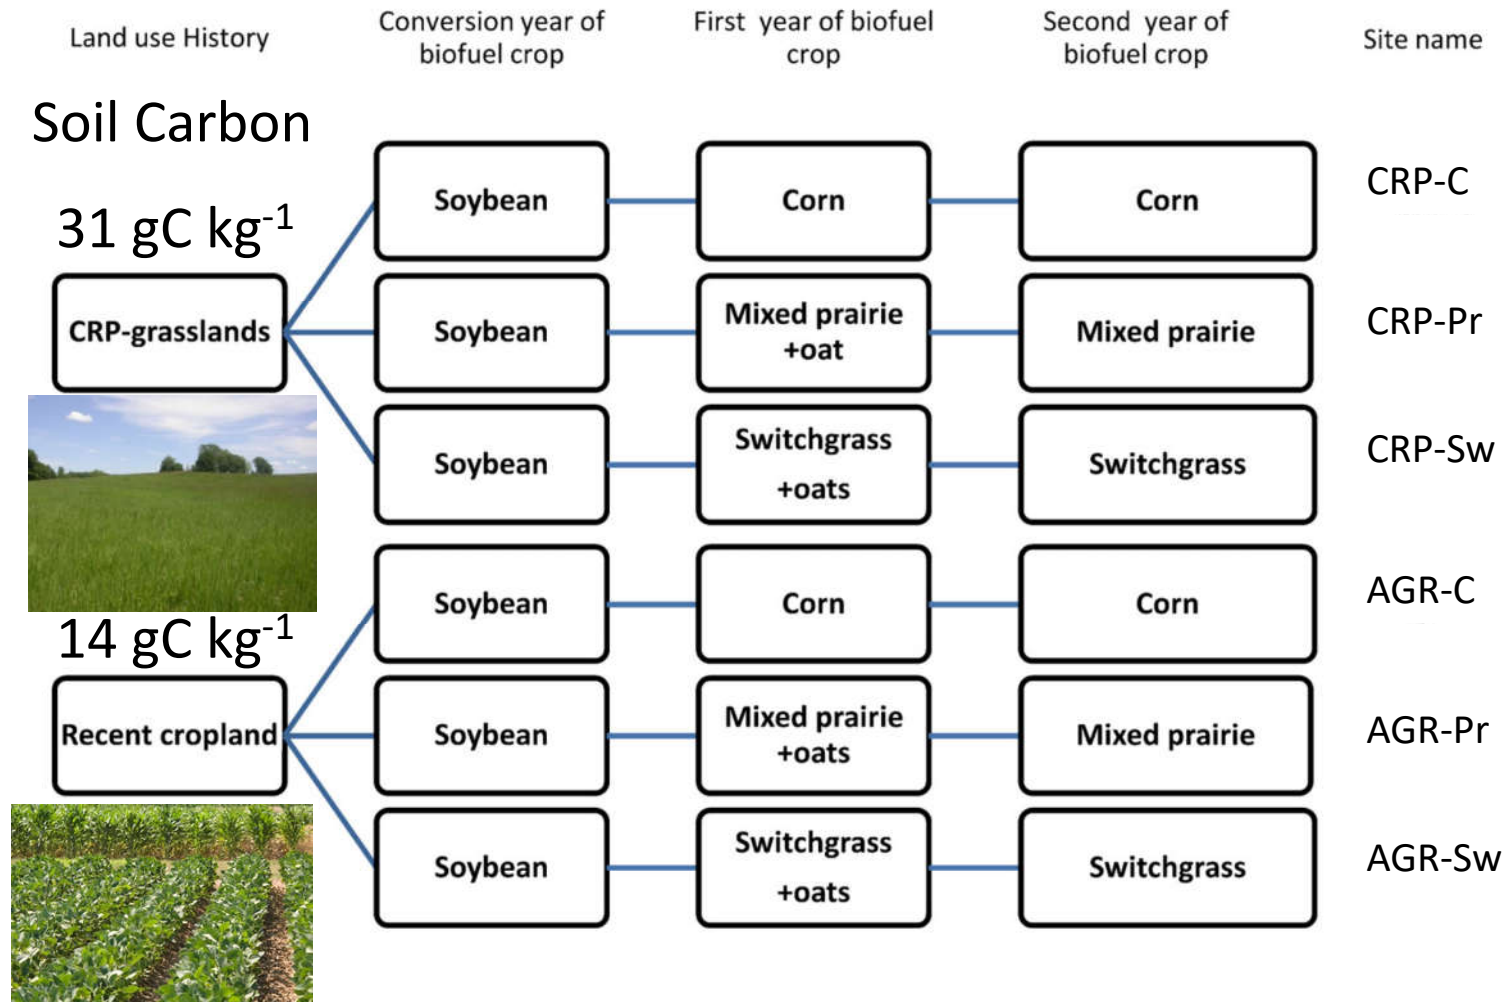 Land use History
Conversion year of
biofuel crop
First  year of biofuel
crop
Second  year of
biofuel crop
Site name
Soil Carbon
31 gC kg-1
CRP-grasslands
Soybean
Corn
Corn
CRP-C
Soybean
Mixed prairie
+oat
Mixed prairie
CRP-Pr
Soybean
Switchgrass
+oats
Switchgrass
CRP-Sw
14 gC kg-1
Recent cropland
Soybean
Corn
Corn
AGR-C
Soybean
Mixed prairie
+oats
Mixed prairie
AGR-Pr
Soybean
Switchgrass
+oats
Switchgrass
AGR-Sw